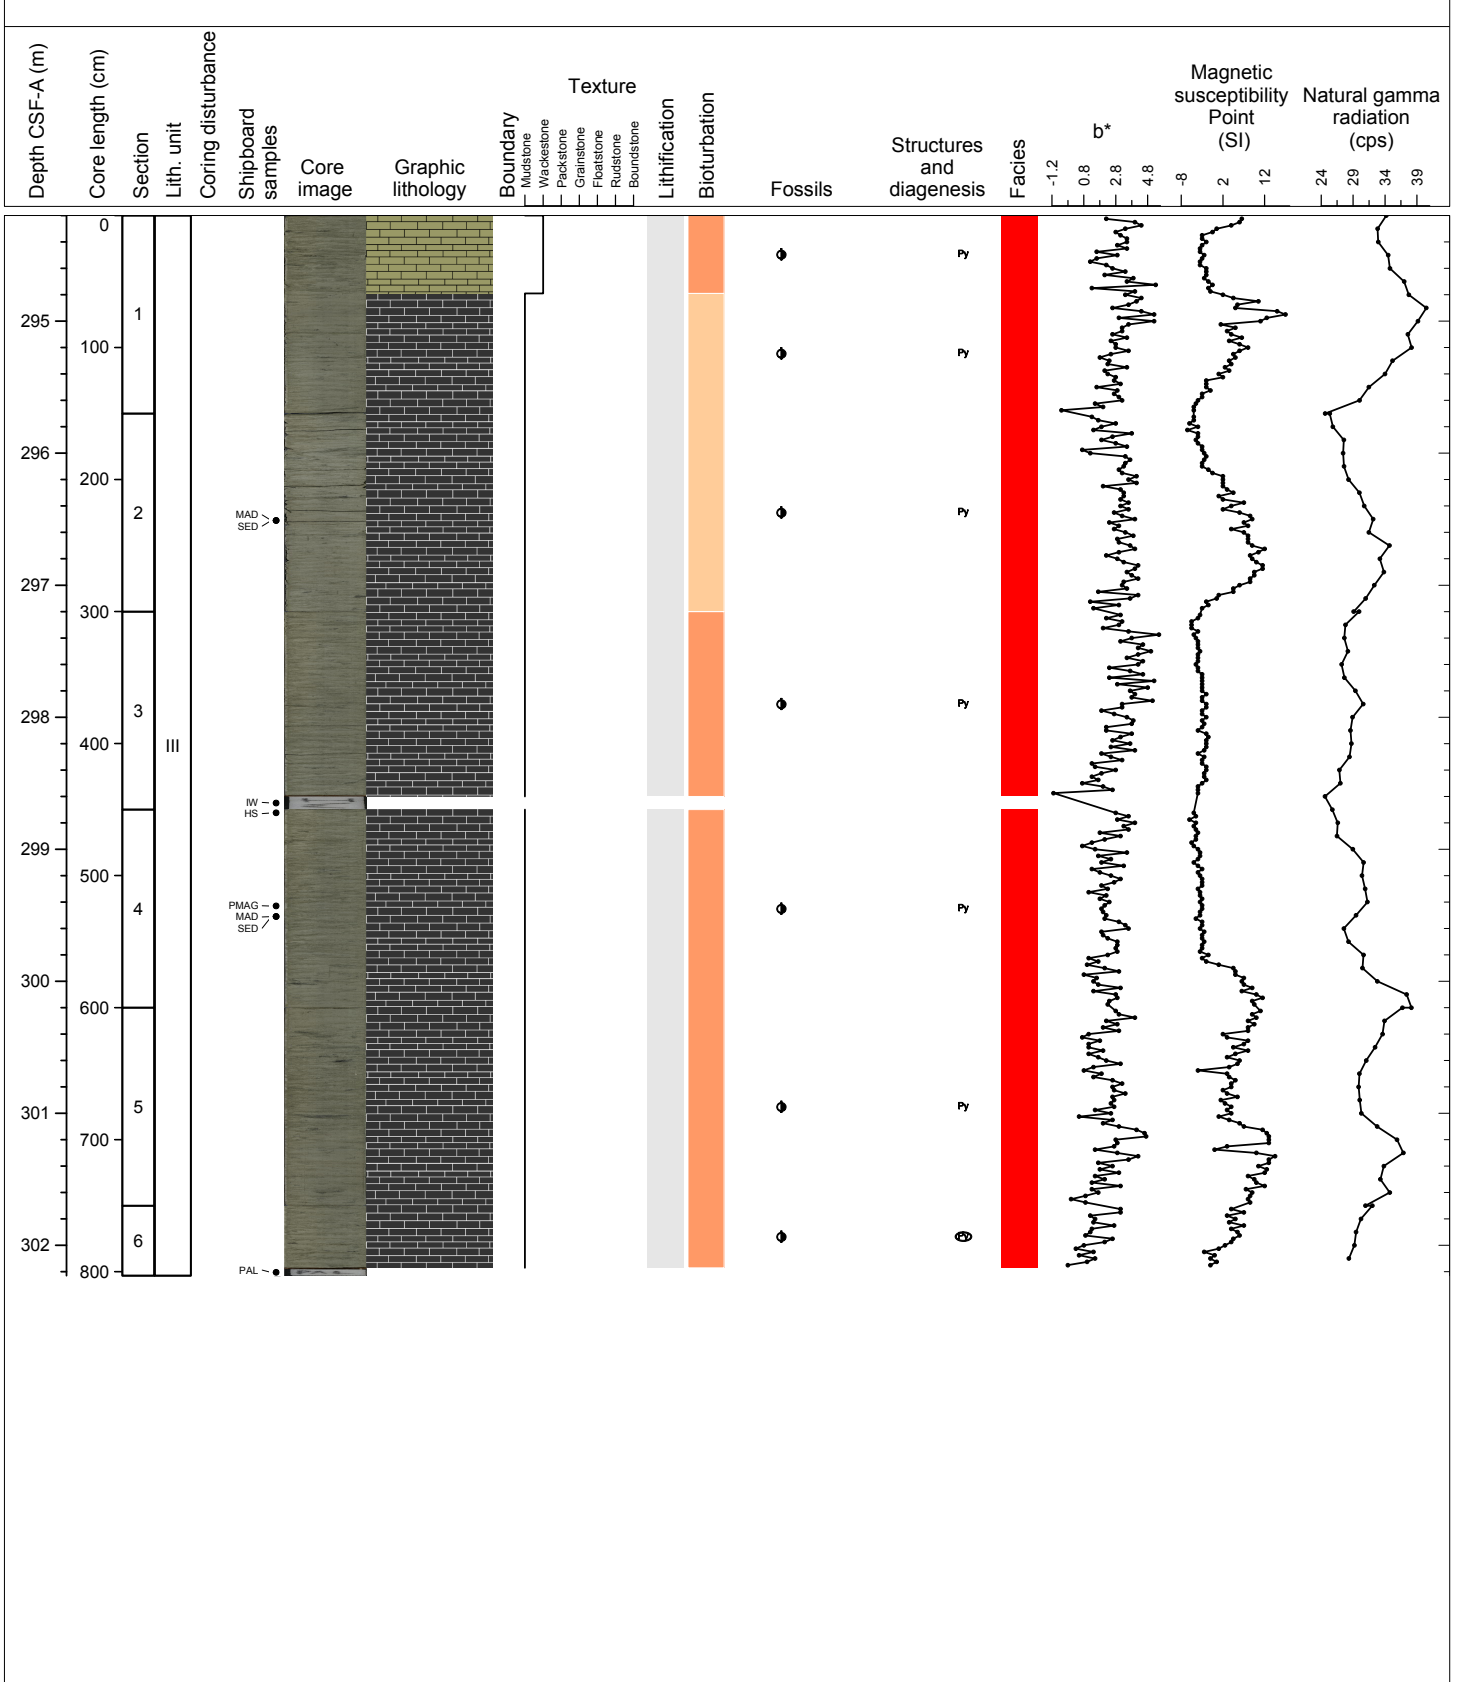 Depth CSF-A (m)
Core length (cm)
Section
Lith. unit
Coring disturbance
Shipboard
samples
Core
image
Graphic
lithology
Boundary
Texture
Mudstone
Wackestone
Packstone
Grainstone
Floatstone
Rudstone
Boundstone
Lithification
Bioturbation
Fossils
Structures
and
diagenesis
Facies
b*
-1.2
0.8
2.8
4.8
Magnetic
susceptibility
Point
(SI)
-8
2
12
Natural gamma
radiation
(cps)
24
29
34
39
0
Py
1
295
100
Py
296
200
2
MAD
SED
Py
297
300
3
298
Py
400
III
IW
HS
299
500
4
PMAG
MAD
SED
Py
300
600
5
301
Py
700
6
302
Py
800
PAL